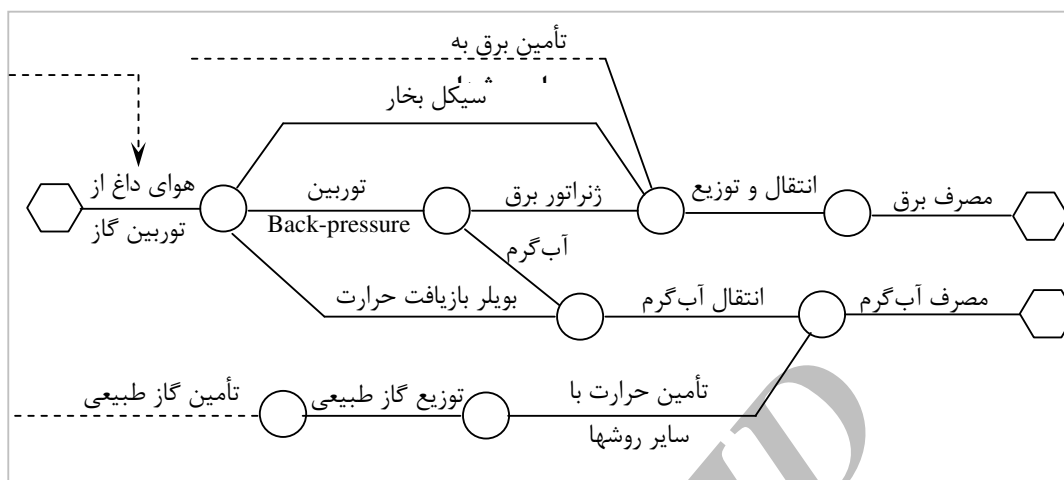 تأمین برق به
سیکل بخار
هوای داغ از
توربین گاز
توربین
Back-pressure
ژنراتور برق
انتقال و توزیع
مصرف برق
آب‌گرم
بویلر بازیافت حرارت
انتقال آب‌گرم
مصرف آب‌گرم
تأمین گاز طبیعی
توزیع گاز طبیعی
تأمین حرارت با
سایر روشها